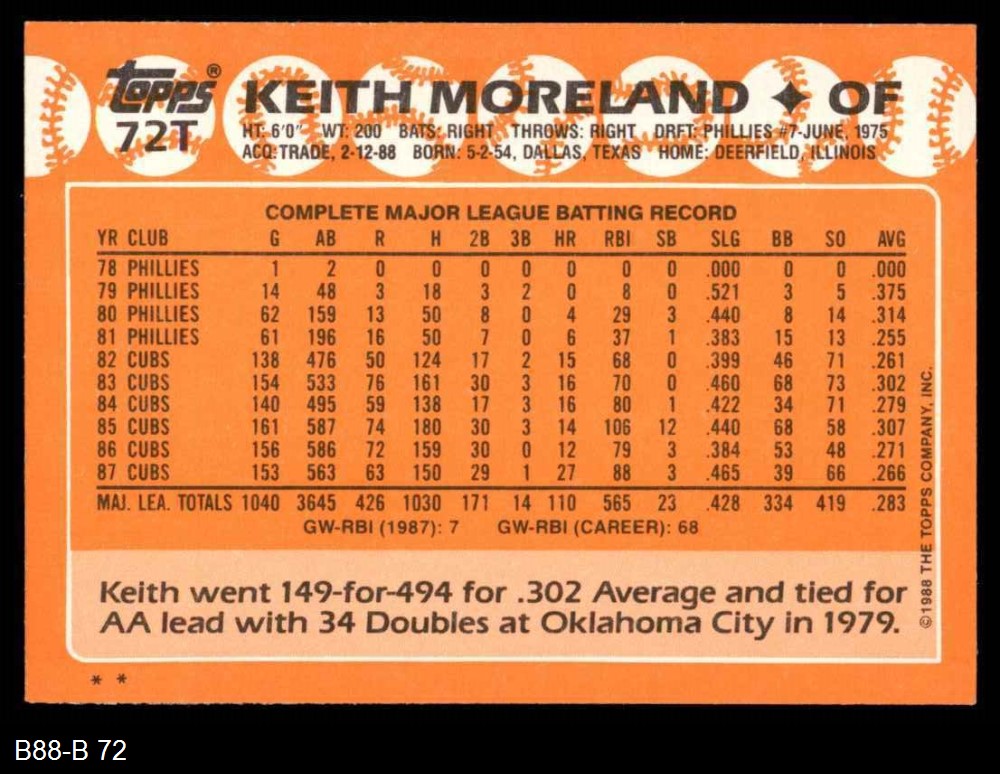 topps®
72T
KEITH MORELAND ✦ OF
HT: 6'0" WT: 200 BATS: RIGHT THROWS: RIGHT DRFT: PHILLIES #7-JUNE, 1975
ACQ: TRADE, 2-12-88 BORN: 5-2-54, DALLAS, TEXAS HOME: DEERFIELD, ILLINOIS
COMPLETE MAJOR LEAGUE BATTING RECORD
YR CLUB G AB R H 2B 3B HR RBI SB SLG BB SO AVG
78 PHILLIES 1 2 0 0 0 0 0 0 0 .000 0 0 .000
79 PHILLIES 14 48 3 18 3 2 0 8 0 .521 3 5 .375
80 PHILLIES 62 159 13 50 8 0 4 29 3 .440 8 14 .314
81 PHILLIES 61 196 16 50 7 0 6 37 1 .383 15 13 .255
82 CUBS 138 476 50 124 17 2 15 68 0 .399 46 71 .261
83 CUBS 154 533 76 161 30 3 16 70 0 .460 68 73 .302
84 CUBS 140 495 59 138 17 3 16 80 1 .422 34 71 .279
85 CUBS 161 587 74 180 30 3 14 106 12 .440 68 58 .307
86 CUBS 156 586 72 159 30 0 12 79 3 .384 53 48 .271
87 CUBS 153 563 63 150 29 1 27 88 3 .465 39 66 .266
MAJ. LEA. TOTALS 1040 3645 426 1030 171 14 110 565 23 .428 334 419 .283
GW-RBI (1987): 7 GW-RBI (CAREER): 68
Keith went 149-for-494 for .302 Average and tied for
AA lead with 34 Doubles at Oklahoma City in 1979.
©1988 THE TOPPS COMPANY, INC.
* *
B88-B 72